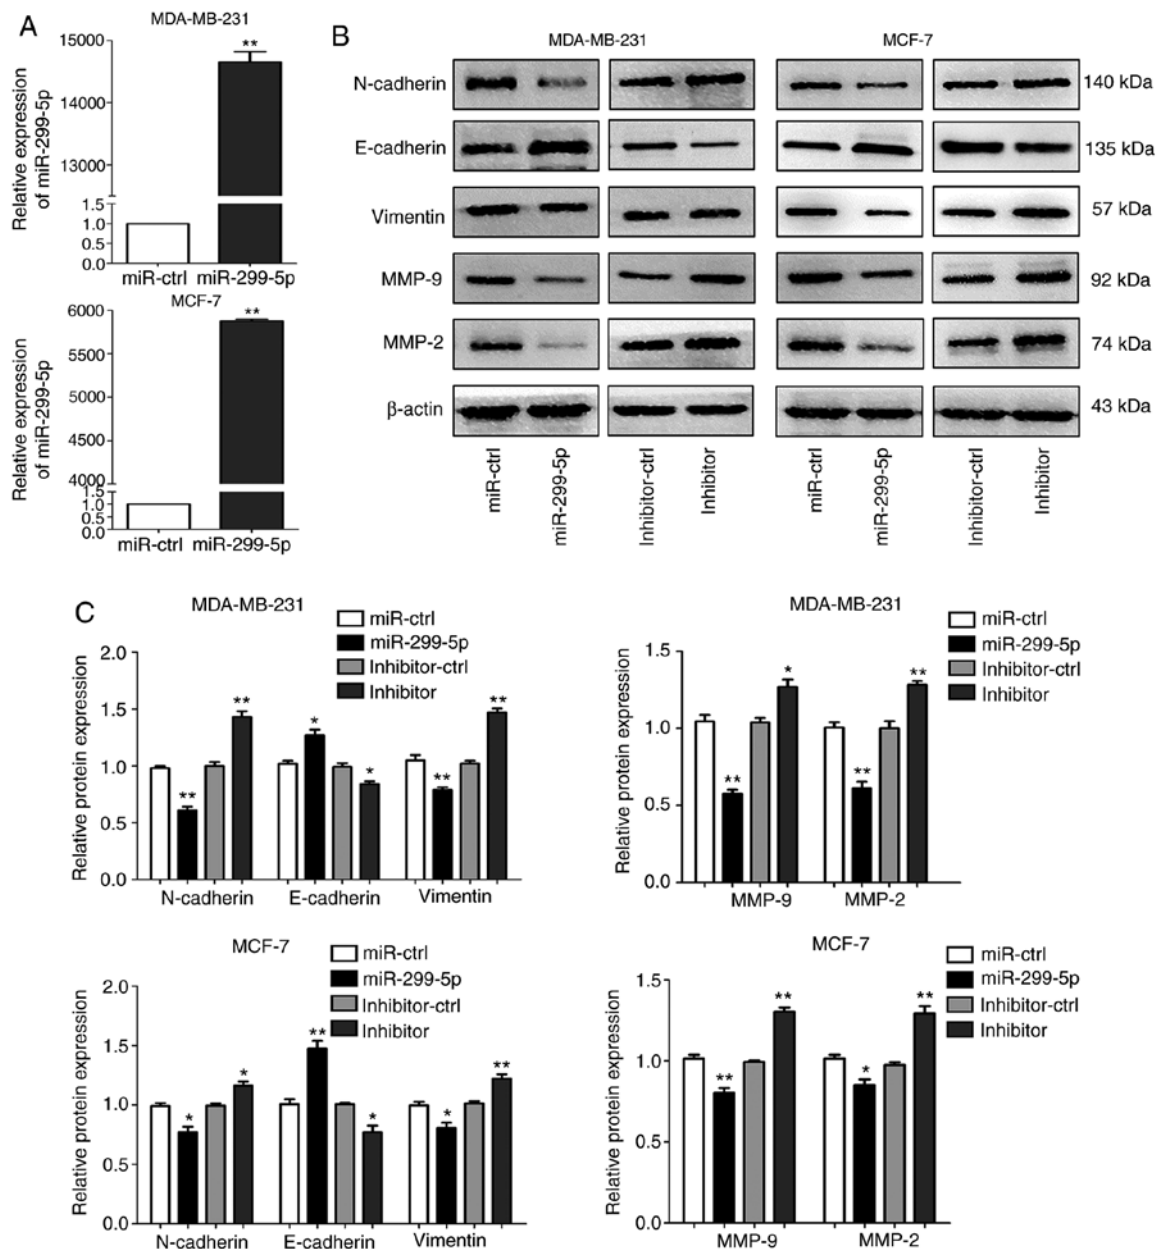 A
MDA-MB-231
Relative expression
of miR-299-5p
15000
14000
13000
1.5
1.0
0.5
0.0
**
miR-ctrl
miR-299-5p
MCF-7
Relative expression
of miR-299-5p
6000
5500
5000
4500
4000
1.5
1.0
0.5
0.0
**
miR-ctrl
miR-299-5p
B
MDA-MB-231
MCF-7
N-cadherin
140 kDa
E-cadherin
135 kDa
Vimentin
57 kDa
MMP-9
92 kDa
MMP-2
74 kDa
β-actin
43 kDa
miR-ctrl
miR-299-5p
Inhibitor-ctrl
Inhibitor
miR-ctrl
miR-299-5p
Inhibitor-ctrl
Inhibitor
C
MDA-MB-231
miR-ctrl
miR-299-5p
Inhibitor-ctrl
Inhibitor
Relative protein expression
2.0
1.5
1.0
0.5
0.0
**
**
*
*
**
**
N-cadherin
E-cadherin
Vimentin
MDA-MB-231
miR-ctrl
miR-299-5p
Inhibitor-ctrl
Inhibitor
Relative protein expression
1.5
1.0
0.5
0.0
**
*
**
**
MMP-9
MMP-2
MCF-7
miR-ctrl
miR-299-5p
Inhibitor-ctrl
Inhibitor
Relative protein expression
2.0
1.5
1.0
0.5
0.0
*
*
**
*
*
**
N-cadherin
E-cadherin
Vimentin
MCF-7
miR-ctrl
miR-299-5p
Inhibitor-ctrl
Inhibitor
Relative protein expression
1.5
1.0
0.5
0.0
**
**
*
**
MMP-9
MMP-2